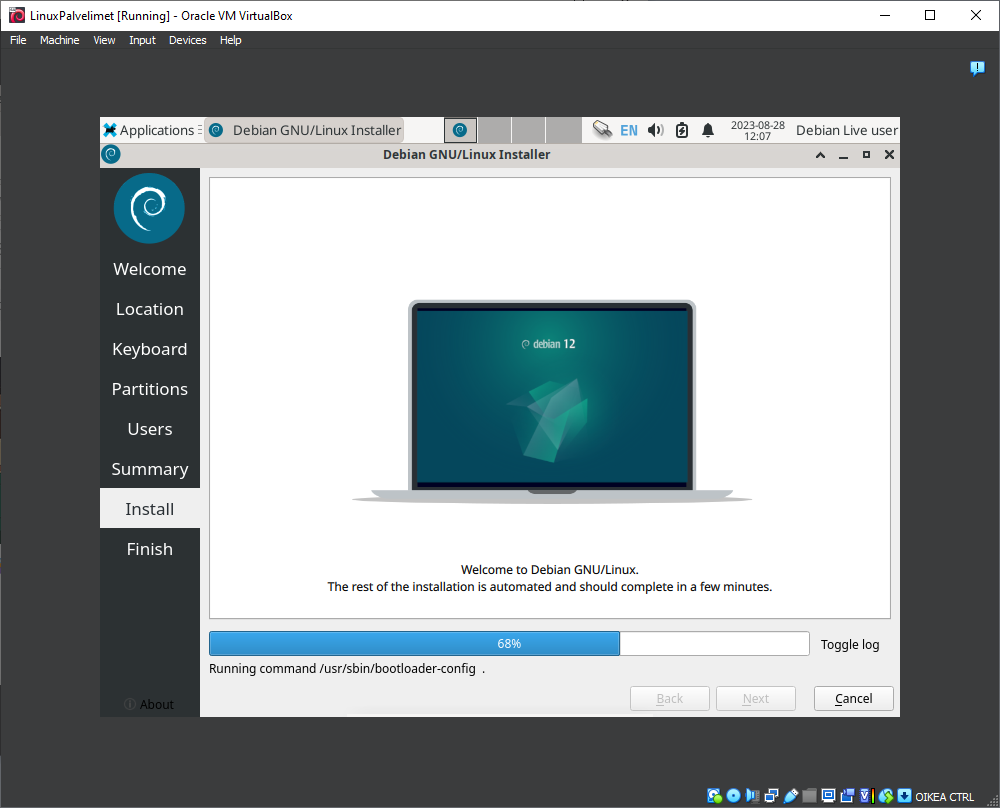 LinuxPalvelimet [Running] - Oracle VM VirtualBox
File Machine View Input Devices Help
Applications Debian GNU/Linux Installer EN 2023-08-28 Debian Live user
12:07
Debian GNU/Linux Installer
Welcome
Location
Keyboard
Partitions
Users
Summary
Install
Finish
About
debian 12
Welcome to Debian GNU/Linux.
The rest of the installation is automated and should complete in a few minutes.
68%
Toggle log
Running command /usr/sbin/bootloader-config .
Back Next Cancel
OIKEA CTRL